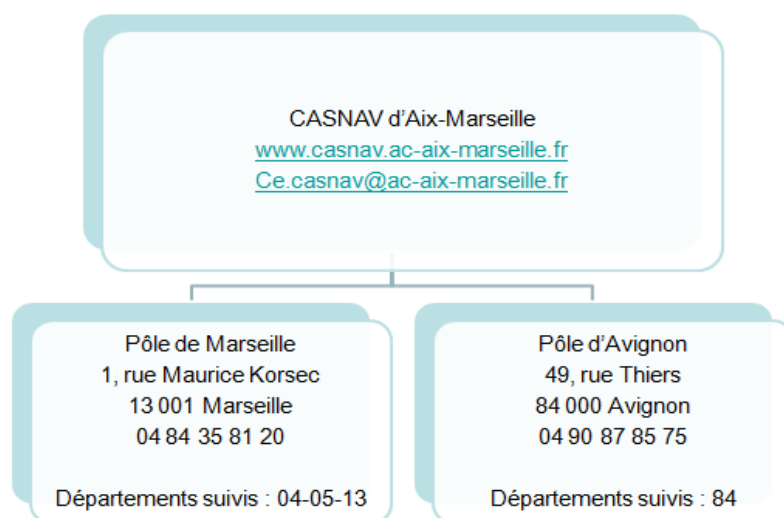 CASNAV d'Aix-Marseille
www.casnav.ac-aix-marseille.fr
Ce.casnav@ac-aix-marseille.fr
Pôle de Marseille
1, rue Maurice Korsec
13 001 Marseille
04 84 35 81 20
Départements suivis : 04-05-13
Pôle d'Avignon
49, rue Thiers
84 000 Avignon
04 90 87 85 75
Départements suivis : 84